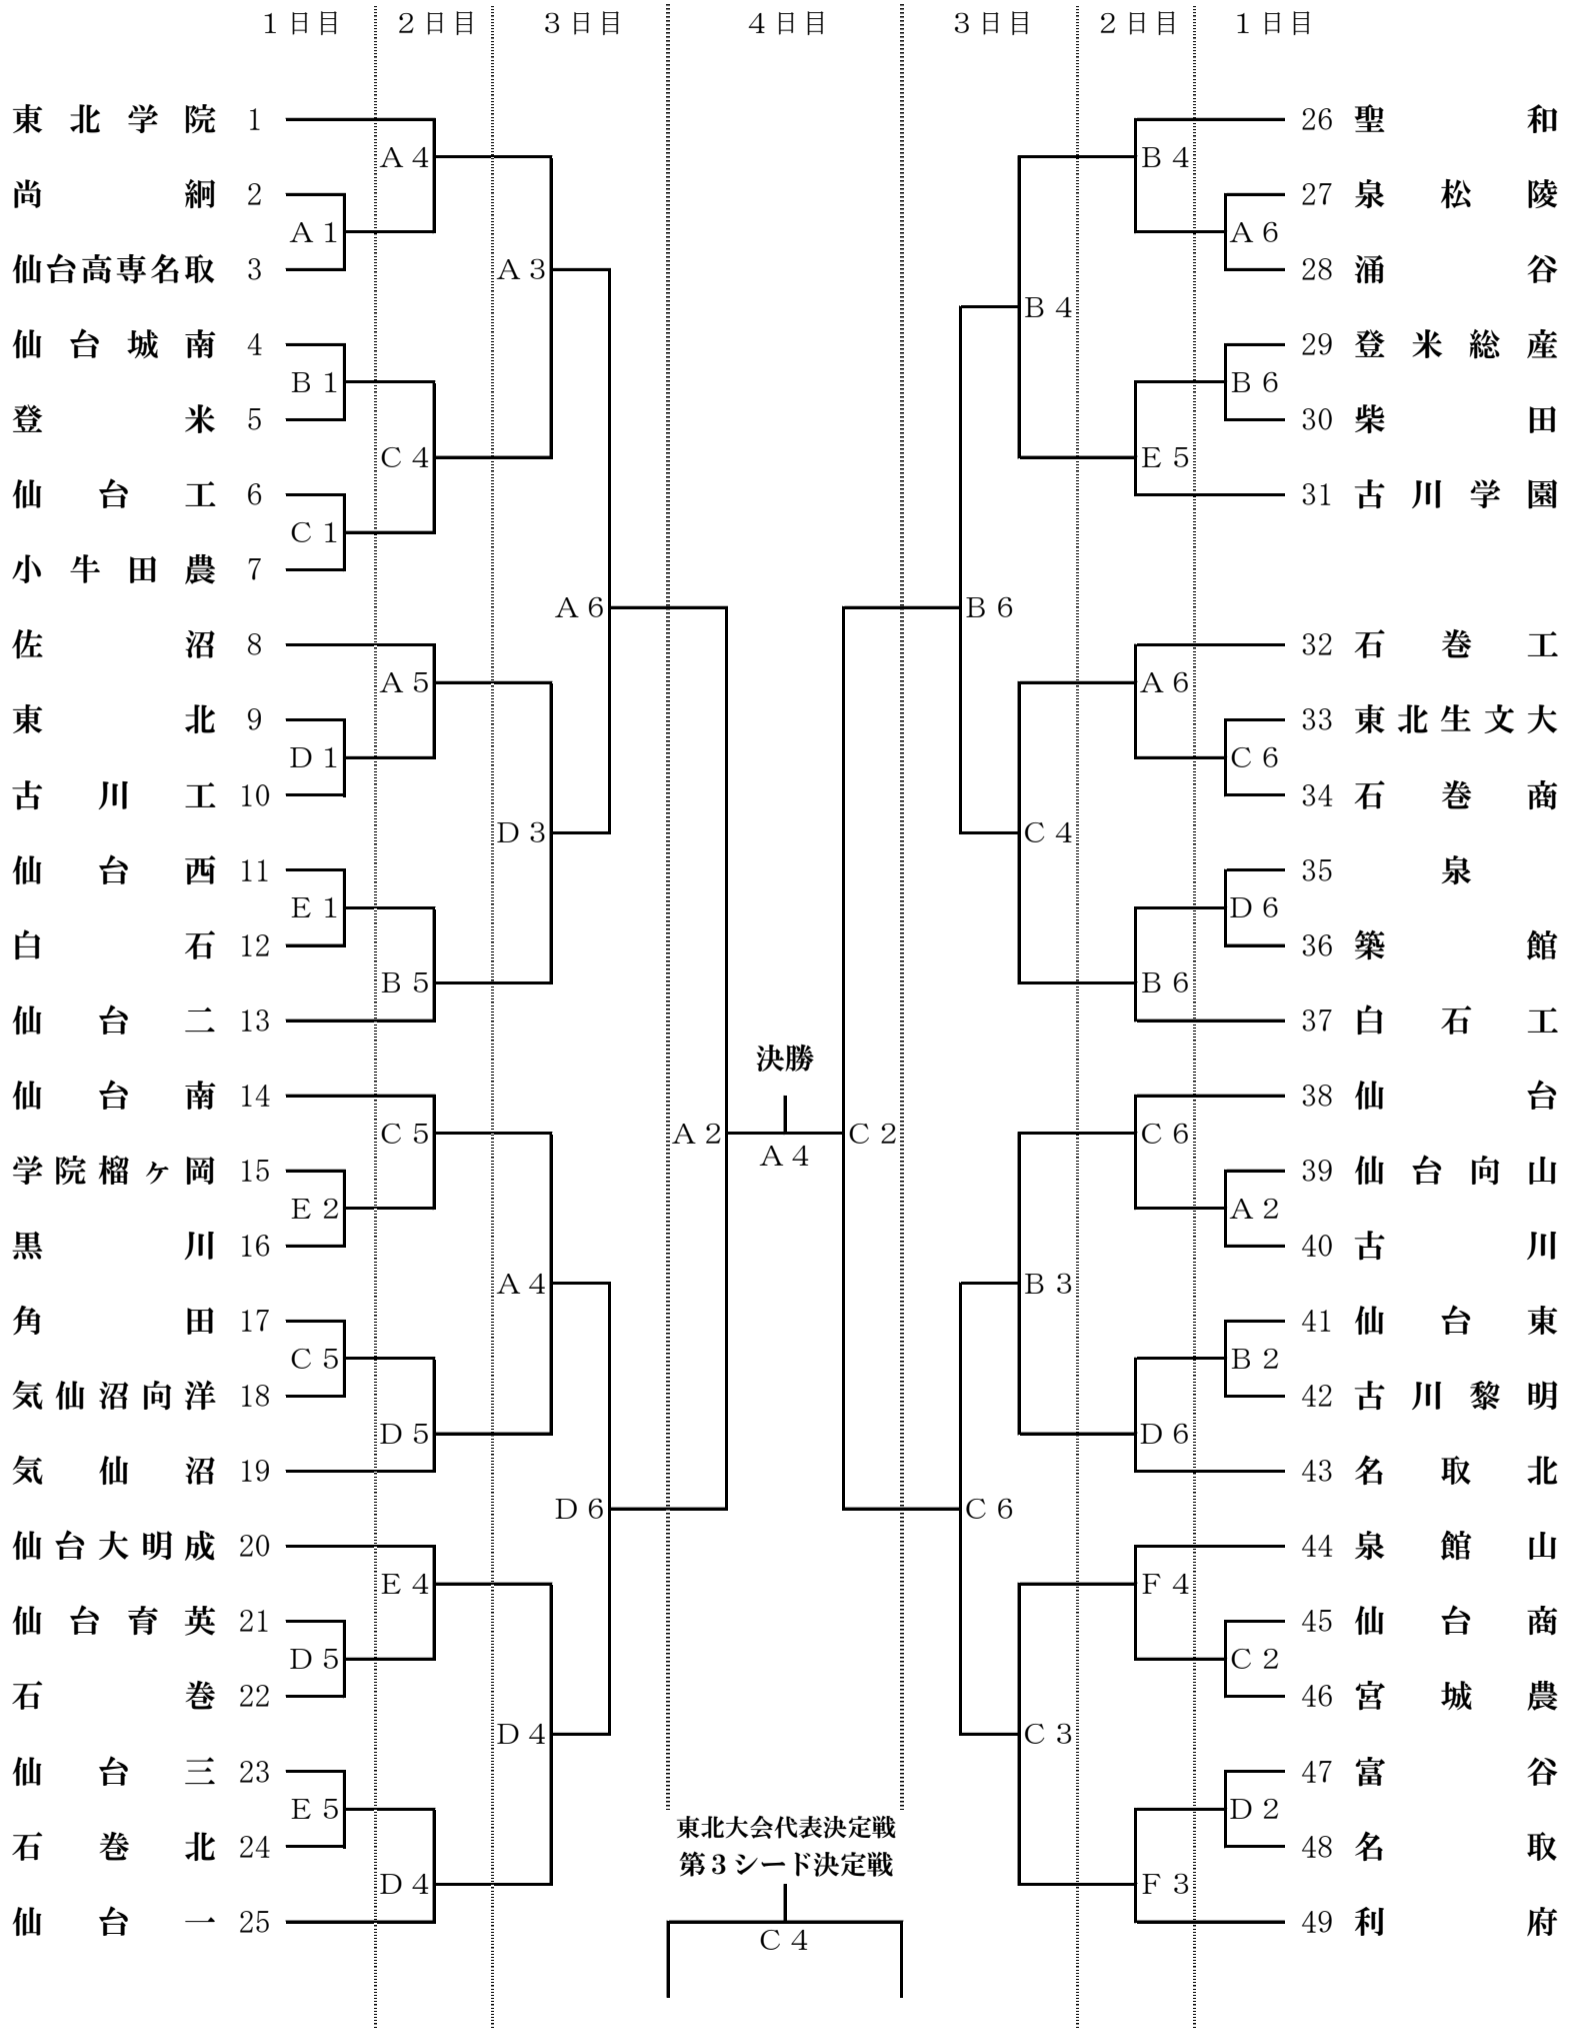 1日目 2日目 3日目 4日目 3日目 2日目 1日目
東北学院 1 26 聖和
A4 B4
尚絅 2 27 泉松陵
A1 A6
仙台高専名取 3 A3 28 涌谷
B4
仙台城南 4 29 登米総産
B1 B6
登米 5 30 柴田
C4 E5
仙台工 6 31 古川学園
C1
小牛田農 7
A6 B6
佐沼 8 32 石巻工
A5 A6
東北 9 33 東北生文大
D1 C6
古川工 10 34 石巻商
D3 C4
仙台西 11 35 泉
E1 D6
白石 12 36 築館
B5 B6
仙台二 13 37 白石工
決勝
仙台南 14 38 仙台
C5 A2 C2 C6
A4
学院榴ヶ岡 15 39 仙台向山
E2 A2
黒川 16 40 古川
A4 B3
角田 17 41 仙台東
C5 B2
気仙沼向洋 18 42 古川黎明
D5 D6
気仙沼 19 43 名取北
D6 C6
仙台大明成 20 44 泉館山
E4 F4
仙台育英 21 45 仙台商
D5 C2
石巻 22 46 宮城農
D4 C3
仙台三 23 47 富谷
E5 D2
東北大会代表決定戦
石巻北 24 48 名取
第3シード決定戦
D4 F3
仙台一 25 49 利府
C4